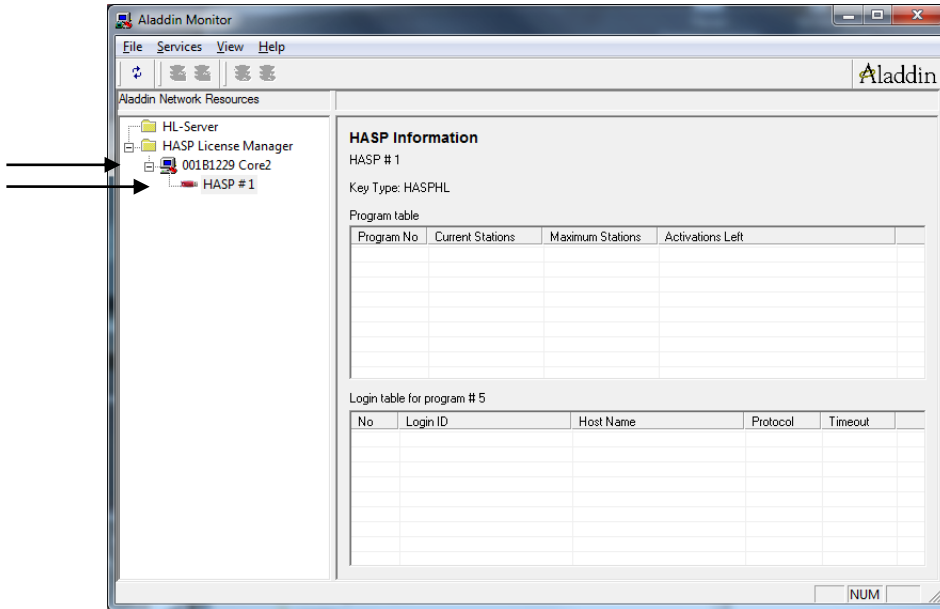 Aladdin Monitor
File Services View Help
Aladdin
Aladdin Network Resources
HL-Server
HASP License Manager
001B1229 Core2
HASP # 1
HASP Information
HASP # 1
Key Type: HASPHL
Program table
Program No Current Stations Maximum Stations Activations Left
Login table for program # 5
No Login ID Host Name Protocol Timeout
NUM